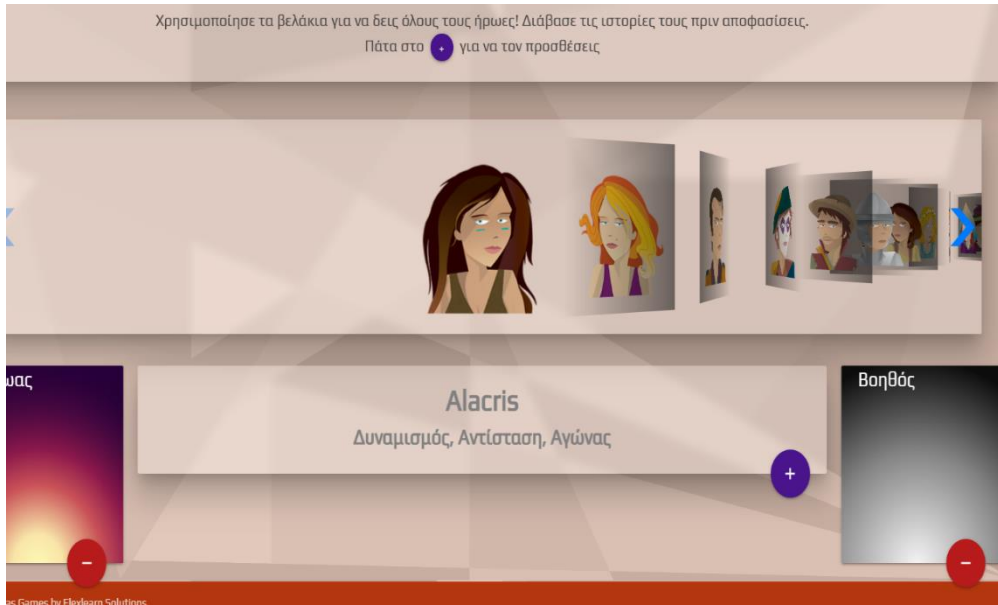 Χρησιμοποίησε τα βελάκια για να δεις όλους τους ήρωες! Διάβασε τις ιστορίες τους πριν αποφασίσεις.
Πάτα στο + για να τον προσθέσεις
ωας
Βοηθός
Alacris
Δυναμισμός, Αντίσταση, Αγώνας
+
−
−
es Games by Flexlearn Solutions.